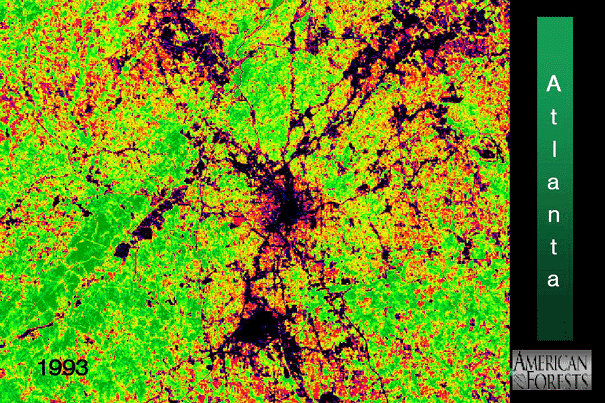 Atlanta
1993
AMERICAN
FORESTS